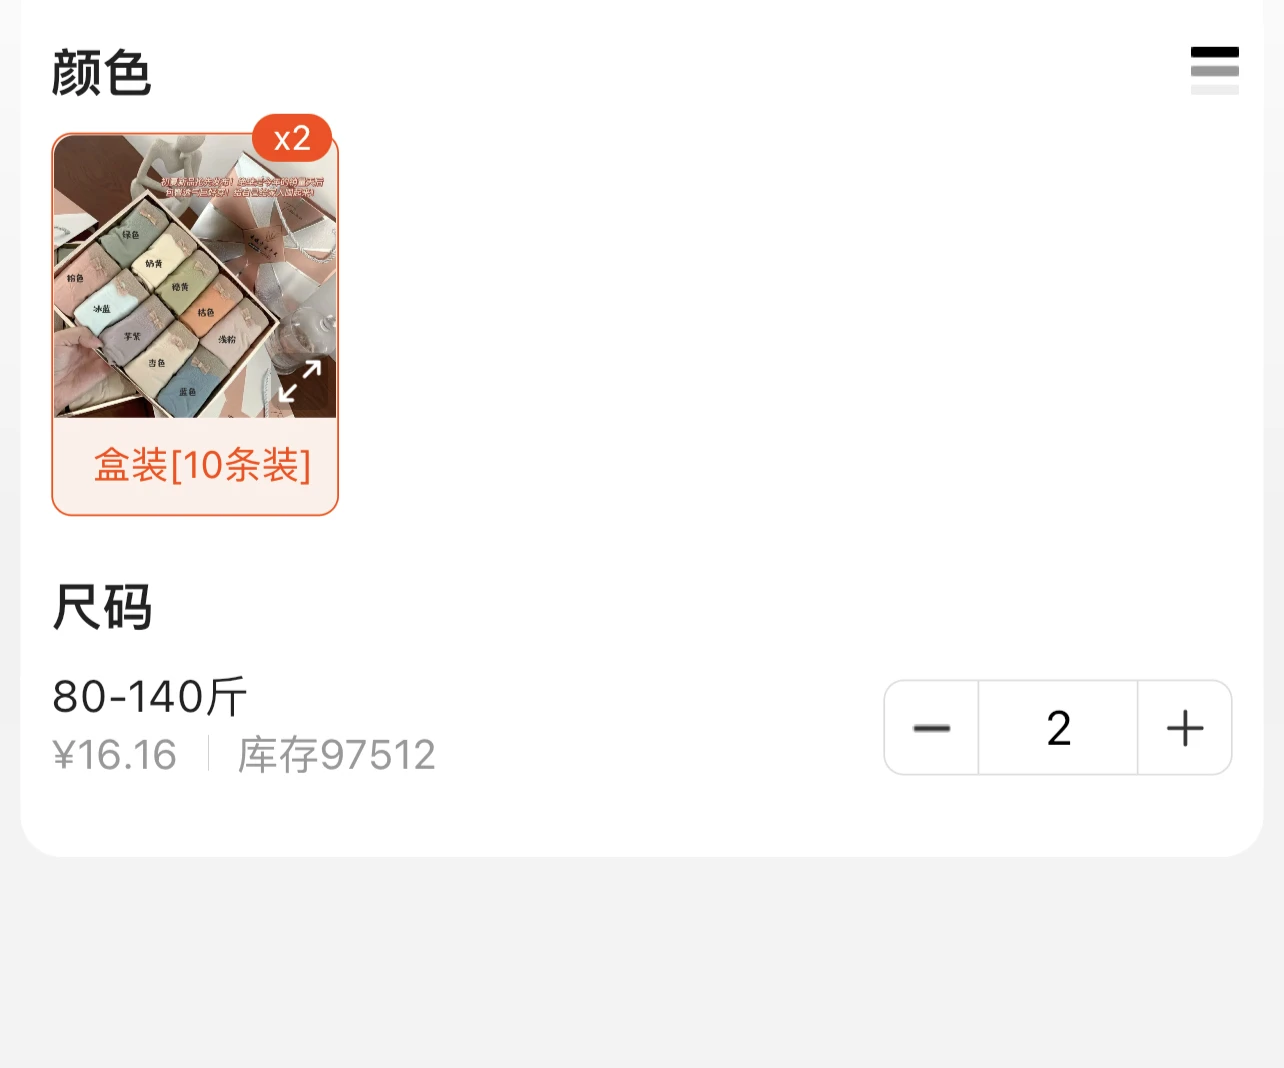 颜色
x2
绿色
奶黄
粉色
橙黄
冰蓝
桔色
芋紫
浅粉
杏色
蓝色
盒装[10条装]
尺码
80-140斤
¥16.16
库存97512
2